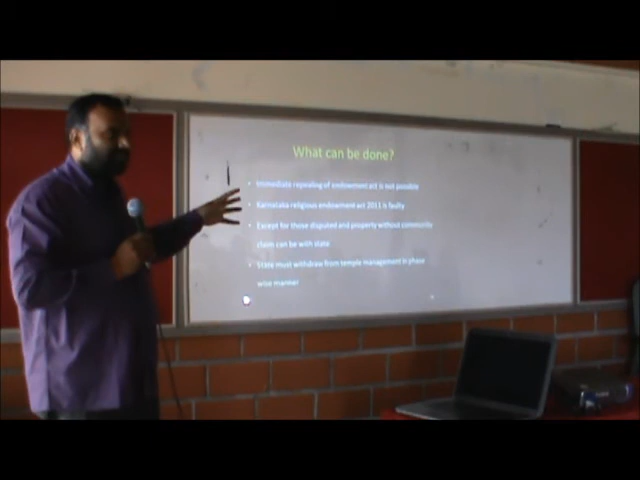 What can be done?
• Immediate repealing of endowment act is not possible
• Karnataka religious endowment act 2011 is faulty
• Except for those disputed and property without community
claim can be with state
• State must withdraw from temple management in phase
wise manner